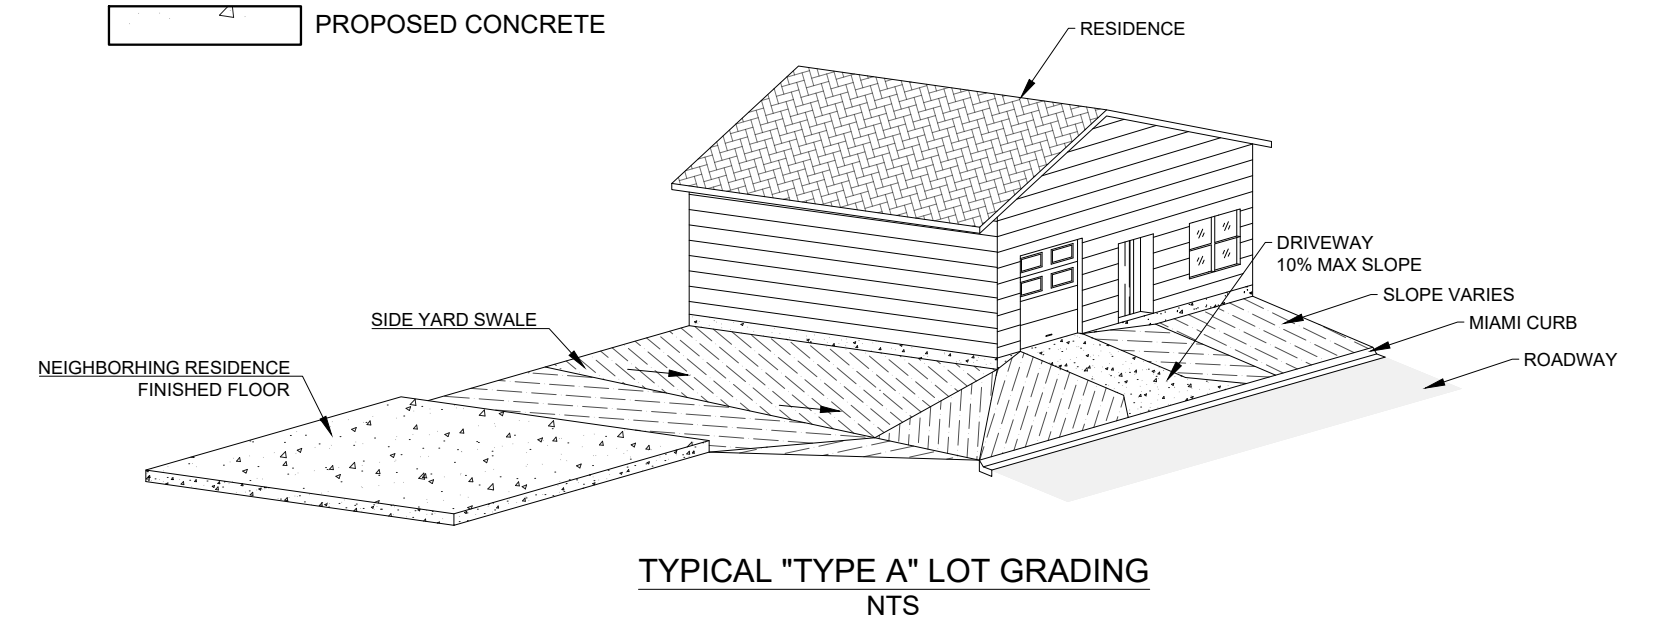 PROPOSED CONCRETE
RESIDENCE
DRIVEWAY
10% MAX SLOPE
SLOPE VARIES
MIAMI CURB
ROADWAY
SIDE YARD SWALE
NEIGHBORHING RESIDENCE
FINISHED FLOOR
TYPICAL "TYPE A" LOT GRADING
NTS